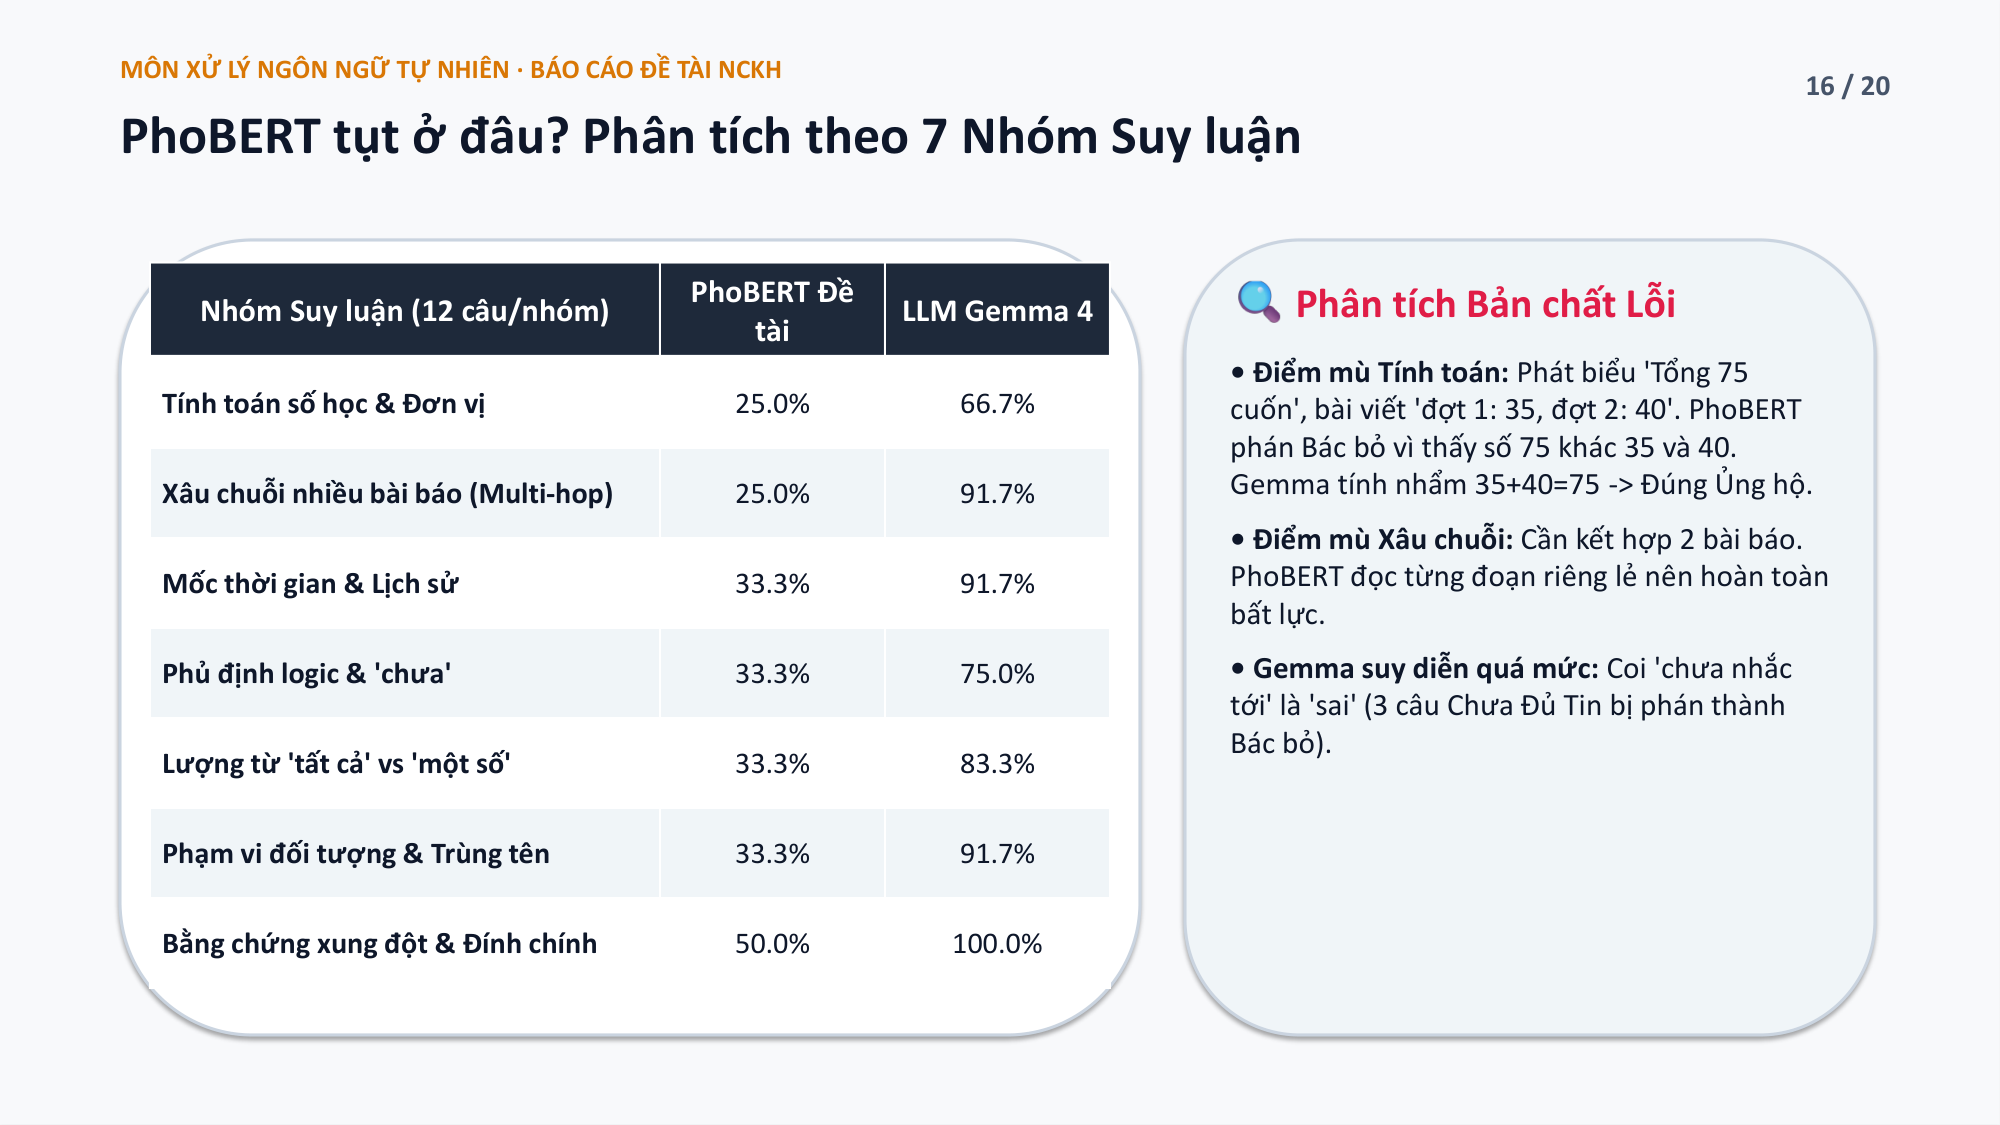 MÔN XỬ LÝ NGÔN NGỮ TỰ NHIÊN · BÁO CÁO ĐỀ TÀI NCKH
16 / 20
PhoBERT tụt ở đâu? Phân tích theo 7 Nhóm Suy luận
Nhóm Suy luận (12 câu/nhóm)
PhoBERT Đề
tài
LLM Gemma 4
Tính toán số học & Đơn vị
25.0%
66.7%
Xâu chuỗi nhiều bài báo (Multi-hop)
25.0%
91.7%
Mốc thời gian & Lịch sử
33.3%
91.7%
Phủ định logic & 'chưa'
33.3%
75.0%
Lượng từ 'tất cả' vs 'một số'
33.3%
83.3%
Phạm vi đối tượng & Trùng tên
33.3%
91.7%
Bằng chứng xung đột & Đính chính
50.0%
100.0%
🔍 Phân tích Bản chất Lỗi
• Điểm mù Tính toán: Phát biểu 'Tổng 75
cuốn', bài viết 'đợt 1: 35, đợt 2: 40'. PhoBERT
phán Bác bỏ vì thấy số 75 khác 35 và 40.
Gemma tính nhẩm 35+40=75 -> Đúng Ủng hộ.
• Điểm mù Xâu chuỗi: Cần kết hợp 2 bài báo.
PhoBERT đọc từng đoạn riêng lẻ nên hoàn toàn
bất lực.
• Gemma suy diễn quá mức: Coi 'chưa nhắc
tới' là 'sai' (3 câu Chưa Đủ Tin bị phán thành
Bác bỏ).